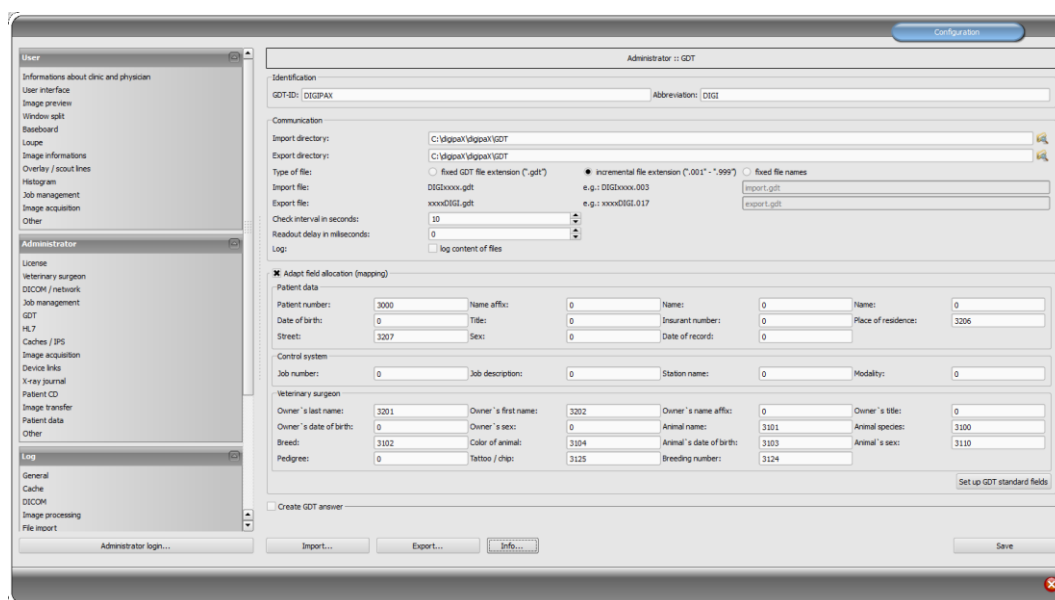 Configuration
User
Informations about clinic and physician
User interface
Image preview
Window split
Baseboard
Loupe
Image informations
Overlay / scout lines
Histogram
Job management
Image acquisition
Other
Administrator
License
Veterinary surgeon
DICOM / network
Job management
GDT
HL7
Caches / IPS
Image acquisition
Device links
X-ray journal
Patient CD
Image transfer
Patient data
Other
Log
General
Cache
DICOM
Image processing
File import
Administrator login...
Administrator :: GDT
Identification
GDT-ID: DIGIPAX Abbreviation: DIGI
Communication
Import directory: C:\digipaX\digipaX\GDT
Export directory: C:\digipaX\digipaX\GDT
Type of file: fixed GDT file extension (".gdt") incremental file extension (".001" - ".999") fixed file names
Import file: DIGIxxxx.gdt e.g.: DIGIxxxx.003 import.gdt
Export file: xxxxDIGI.gdt e.g.: xxxxDIGI.017 export.gdt
Check interval in seconds: 10
Readout delay in miliseconds: 0
Log: log content of files
Adapt field allocation (mapping)
Patient data
Patient number: 3000 Name affix: 0 Name: 0 Name: 0
Date of birth: 0 Title: 0 Insurant number: 0 Place of residence: 3206
Street: 3207 Sex: 0 Date of record: 0
Control system
Job number: 0 Job description: 0 Station name: 0 Modality: 0
Veterinary surgeon
Owner`s last name: 3201 Owner`s first name: 3202 Owner`s name affix: 0 Owner`s title: 0
Owner`s date of birth: 0 Owner`s sex: 0 Animal name: 3101 Animal species: 3100
Breed: 3102 Color of animal: 3104 Animal`s date of birth: 3103 Animal`s sex: 3110
Pedigree: 0 Tattoo / chip: 3125 Breeding number: 3124
Set up GDT standard fields
Create GDT answer
Import... Export... Info... Save